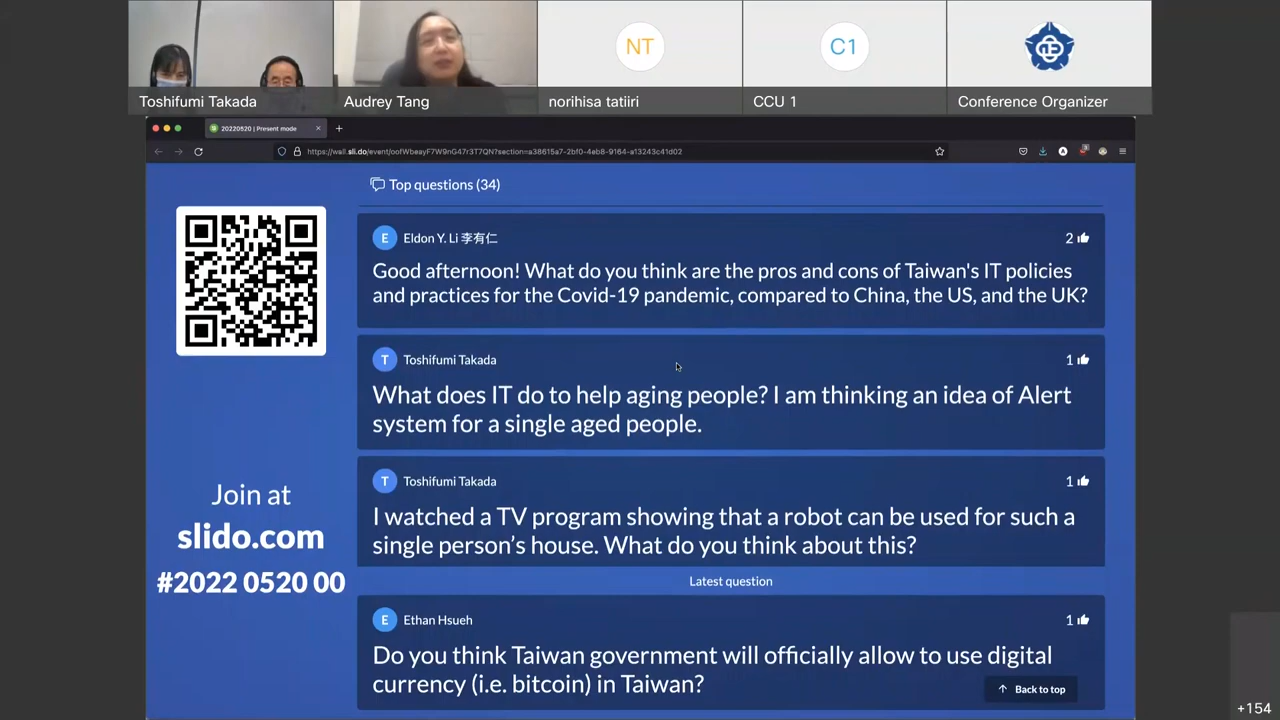 NT
C1
Toshifumi Takada
Audrey Tang
norihisa tatiiri
CCU 1
Conference Organizer
20220520 | Present mode
Top questions (34)
E
Eldon Y. Li 李有仁
2
Good afternoon! What do you think are the pros and cons of Taiwan's IT policies
and practices for the Covid-19 pandemic, compared to China, the US, and the UK?
T
Toshifumi Takada
1
What does IT do to help aging people? I am thinking an idea of Alert
system for a single aged people.
T
Toshifumi Takada
1
I watched a TV program showing that a robot can be used for such a
single person’s house. What do you think about this?
Latest question
E
Ethan Hsueh
1
Do you think Taiwan government will officially allow to use digital
currency (i.e. bitcoin) in Taiwan?
Back to top
Join at
slido.com
#2022 0520 00
+154